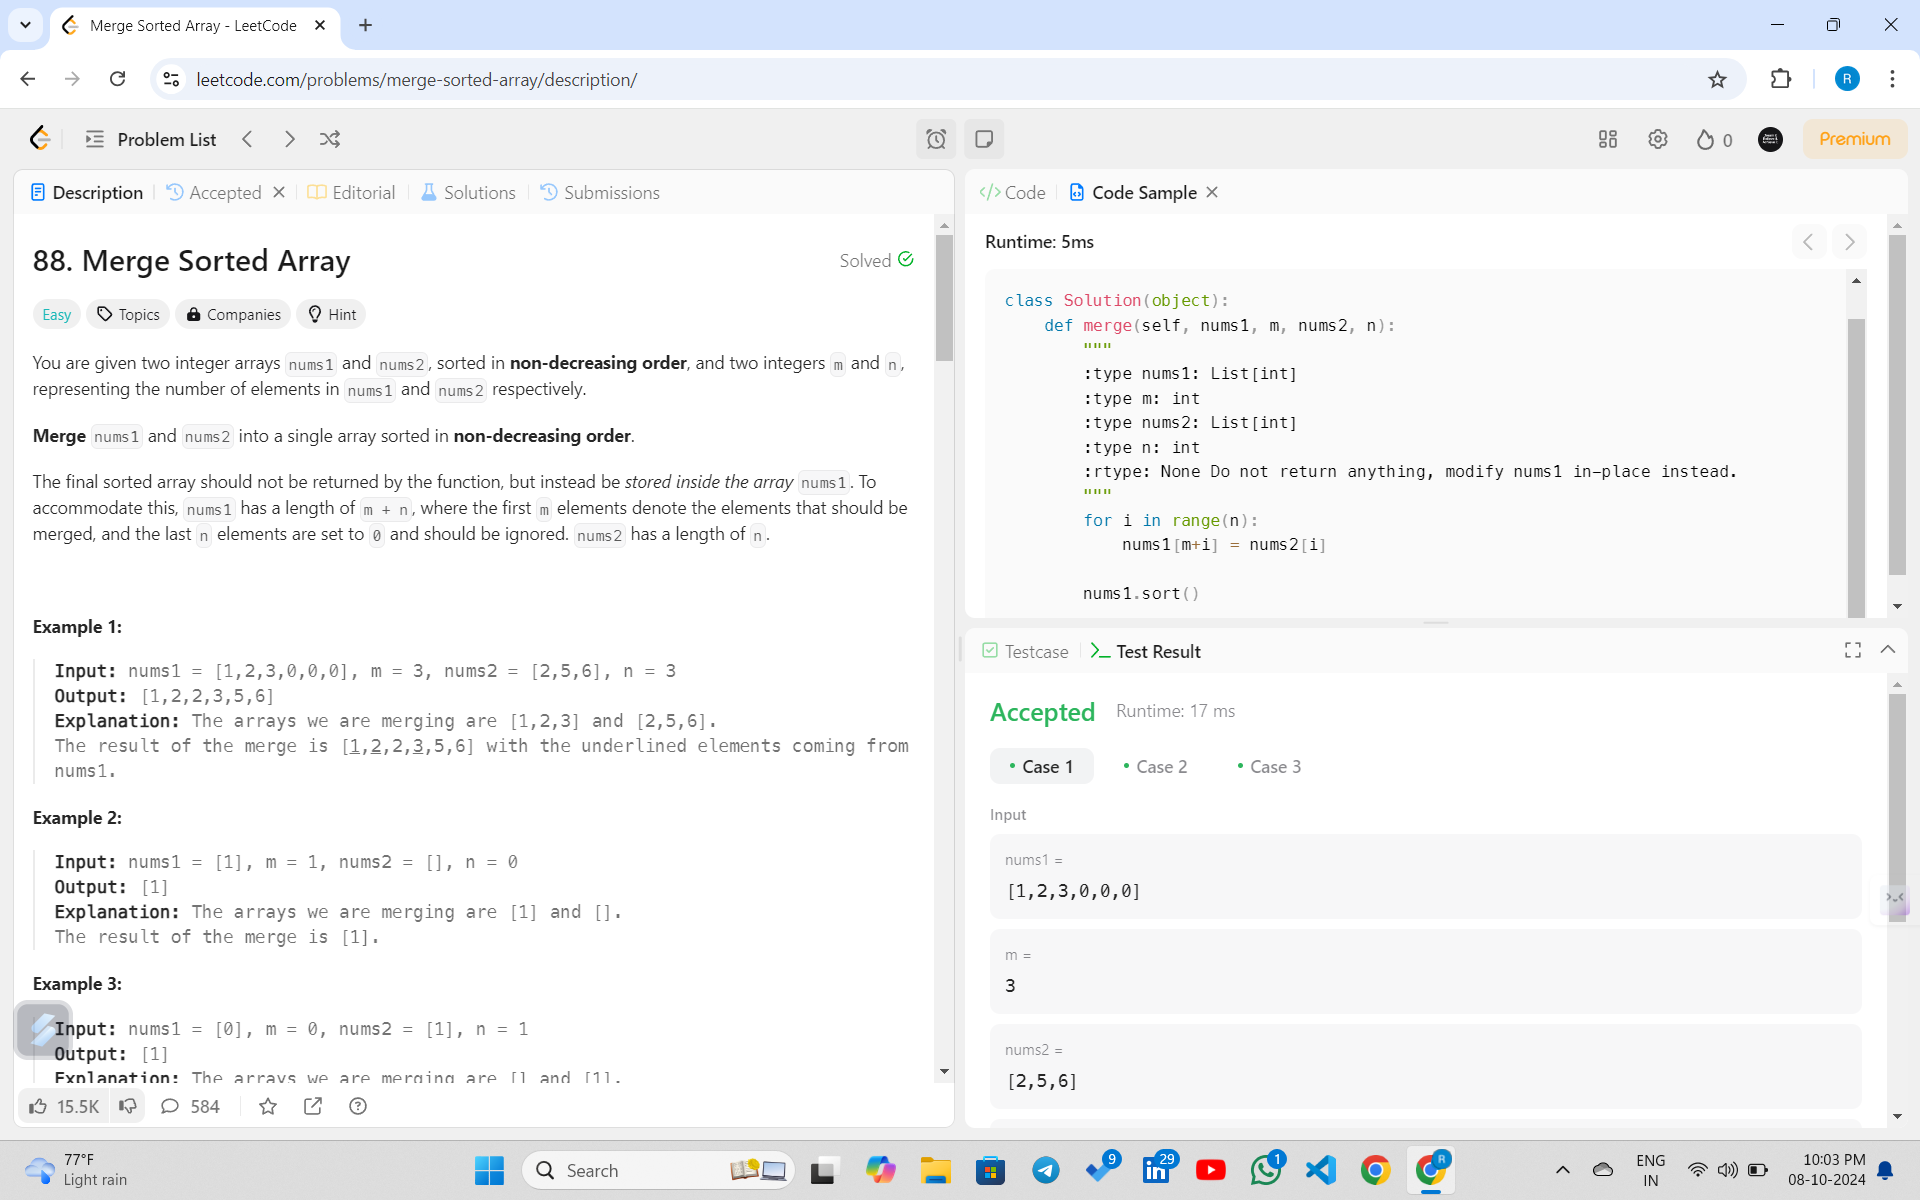 Merge Sorted Array - LeetCode
leetcode.com/problems/merge-sorted-array/description/
R
Problem List
0
Premium
Description
Accepted
Editorial
Solutions
Submissions
88. Merge Sorted Array
Solved
Easy
Topics
Companies
Hint
You are given two integer arrays nums1 and nums2, sorted in non-decreasing order, and two integers m and n,
representing the number of elements in nums1 and nums2 respectively.
Merge nums1 and nums2 into a single array sorted in non-decreasing order.
The final sorted array should not be returned by the function, but instead be stored inside the array nums1. To
accommodate this, nums1 has a length of m + n, where the first m elements denote the elements that should be
merged, and the last n elements are set to 0 and should be ignored. nums2 has a length of n.
Example 1:
Input: nums1 = [1,2,3,0,0,0], m = 3, nums2 = [2,5,6], n = 3
Output: [1,2,2,3,5,6]
Explanation: The arrays we are merging are [1,2,3] and [2,5,6].
The result of the merge is [1,2,2,3,5,6] with the underlined elements coming from
nums1.
Example 2:
Input: nums1 = [1], m = 1, nums2 = [], n = 0
Output: [1]
Explanation: The arrays we are merging are [1] and [].
The result of the merge is [1].
Example 3:
Input: nums1 = [0], m = 0, nums2 = [1], n = 1
Output: [1]
Explanation: The arrays we are merging are [] and [1].
15.5K
584
Code
Code Sample
Runtime: 5ms
class Solution(object):
def merge(self, nums1, m, nums2, n):
"""
:type nums1: List[int]
:type m: int
:type nums2: List[int]
:type n: int
:rtype: None Do not return anything, modify nums1 in-place instead.
"""
for i in range(n):
nums1[m+i] = nums2[i]
nums1.sort()
Testcase
Test Result
Accepted
Runtime: 17 ms
Case 1
Case 2
Case 3
Input
nums1 =
[1,2,3,0,0,0]
m =
3
nums2 =
[2,5,6]
77°F
Light rain
Search
9
29
1
R
ENG
IN
10:03 PM
08-10-2024